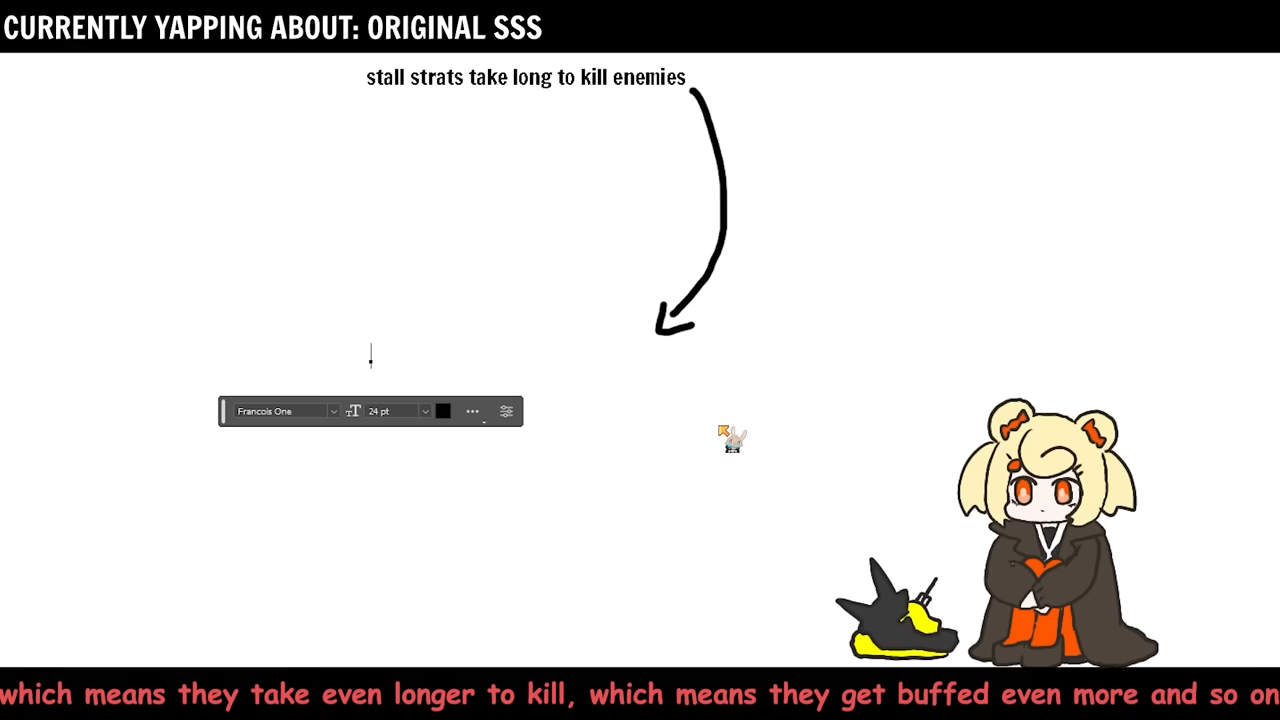 CURRENTLY YAPPING ABOUT: ORIGINAL SSS
stall strats take long to kill enemies
Francois One
TT
24 pt
which means they take even longer to kill, which means they get buffed even more and so on